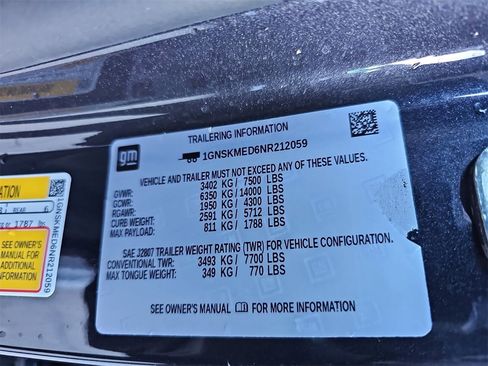 TRAILERING INFORMATION
gm
1GNSKMED6NR212059
VEHICLE AND TRAILER MUST NOT EXCEED ANY OF THESE VALUES.
GVWR: 3402 KG / 7500 LBS
GCWR: 6350 KG / 14000 LBS
RGAWR: 1950 KG / 4300 LBS
CURB WEIGHT: 2591 KG / 5712 LBS
MAX PAYLOAD: 811 KG / 1788 LBS
SAE J2807 TRAILER WEIGHT RATING (TWR) FOR VEHICLE CONFIGURATION.
CONVENTIONAL TWR: 3493 KG / 7700 LBS
MAX TONGUE WEIGHT: 349 KG / 770 LBS
SEE OWNER'S MANUAL FOR MORE INFORMATION
REAR 6
1787
SEE OWNER'S
MANUAL FOR
ADDITIONAL
INFORMATION
1GNSKMED6NR212059